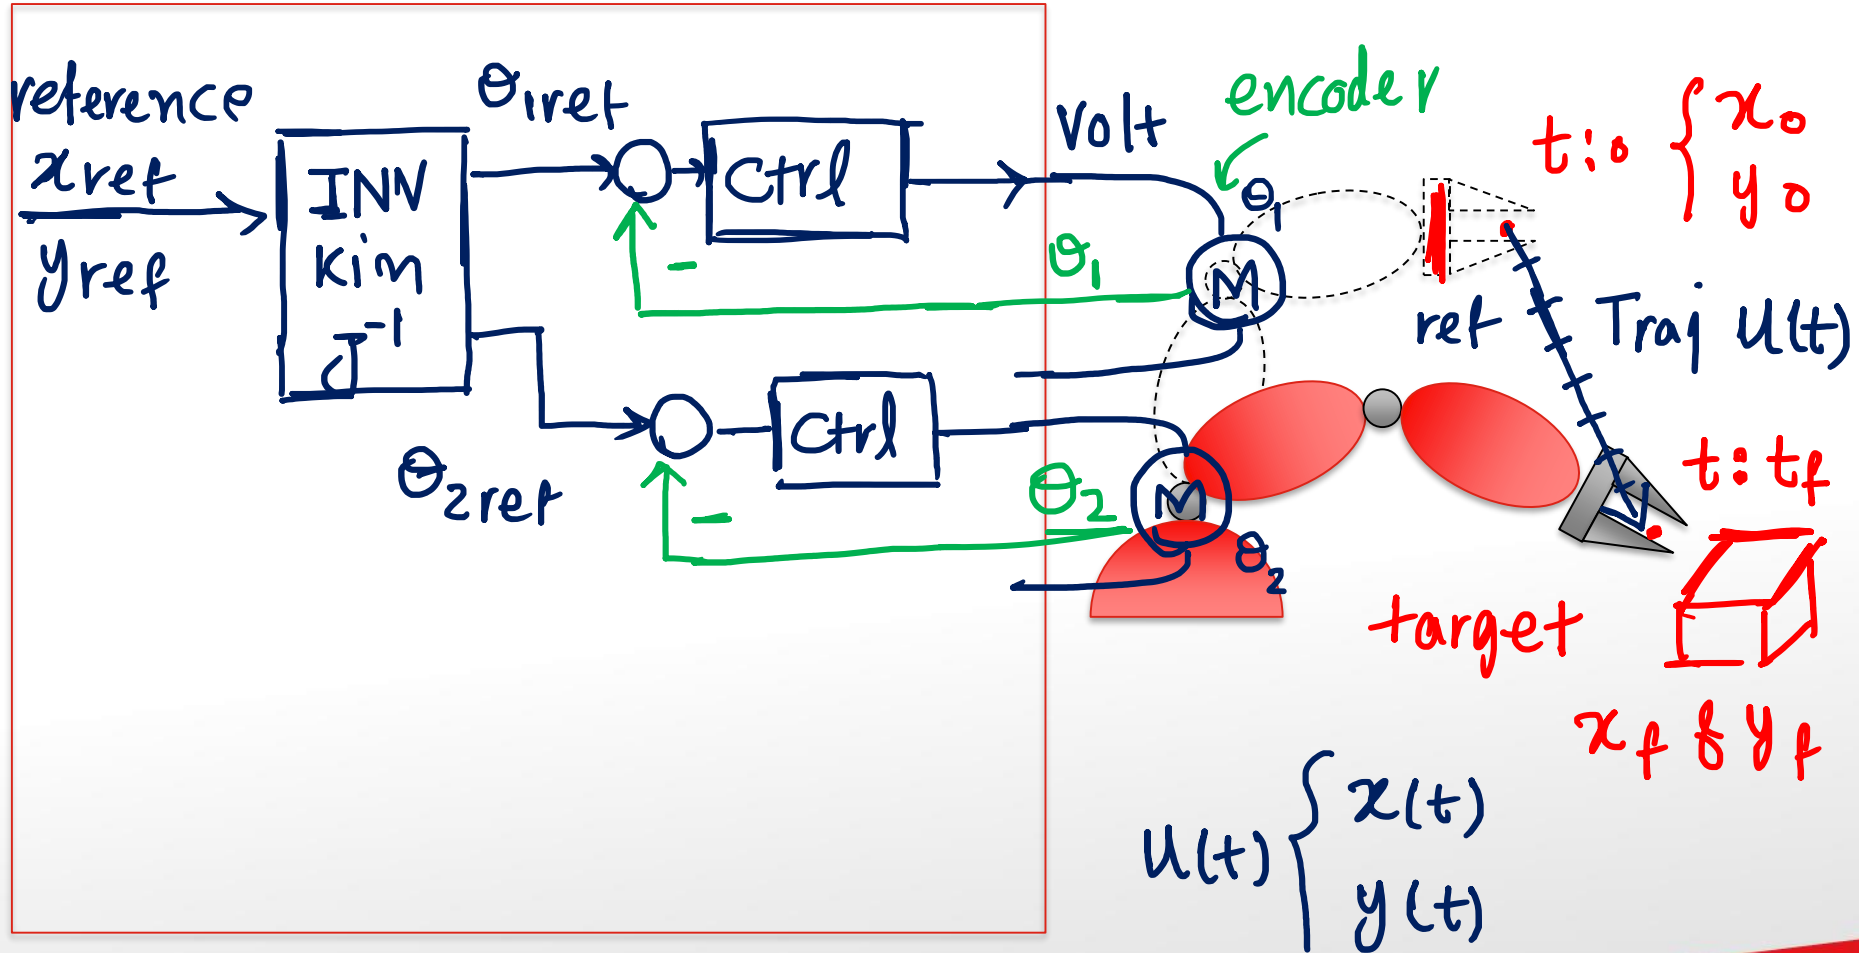 reference
xref
yref
INV
Kin
J⁻¹
θ1ref
Ctrl
Volt
encoder
θ1
θ1
-
M
θ2ref
Ctrl
θ2
-
M
θ2
t:0 { x0
y0
ref Traj U(t)
t:tf
target
xf & yf
U(t) { x(t)
y(t)